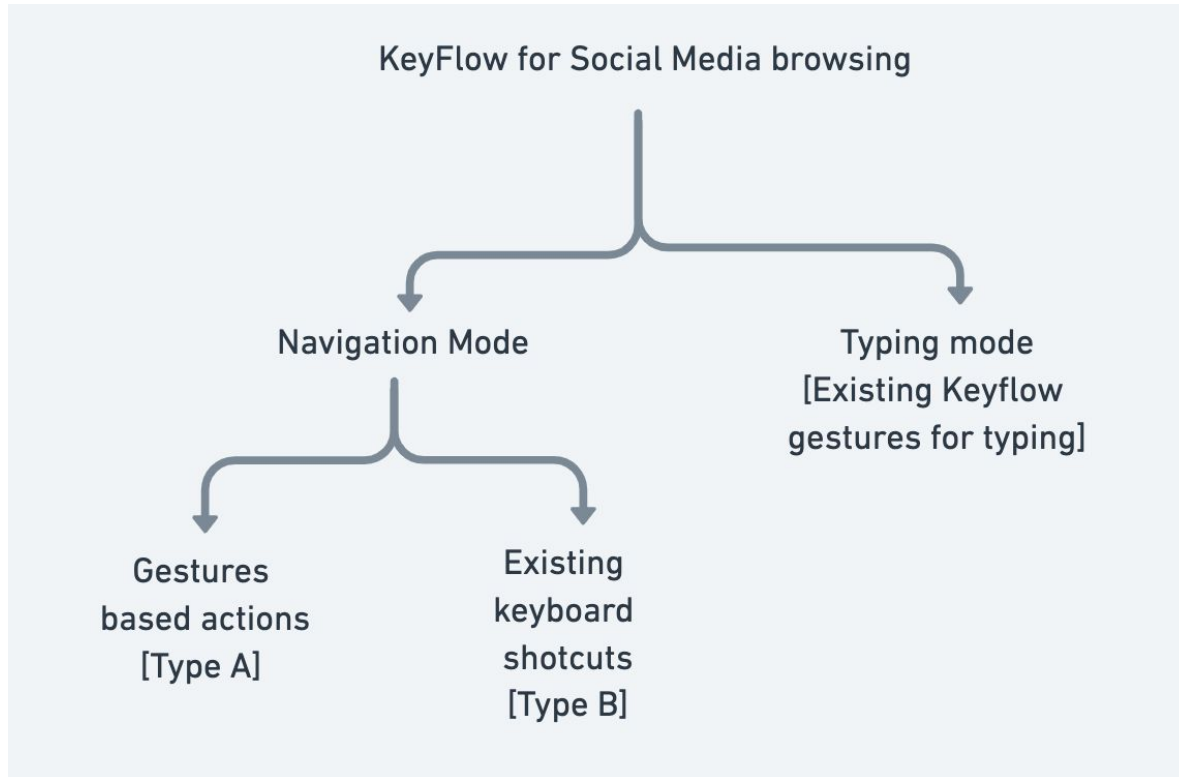 KeyFlow for Social Media browsing
Navigation Mode
Typing mode
[Existing Keyflow
gestures for typing]
Gestures
based actions
[Type A]
Existing
keyboard
shotcuts
[Type B]